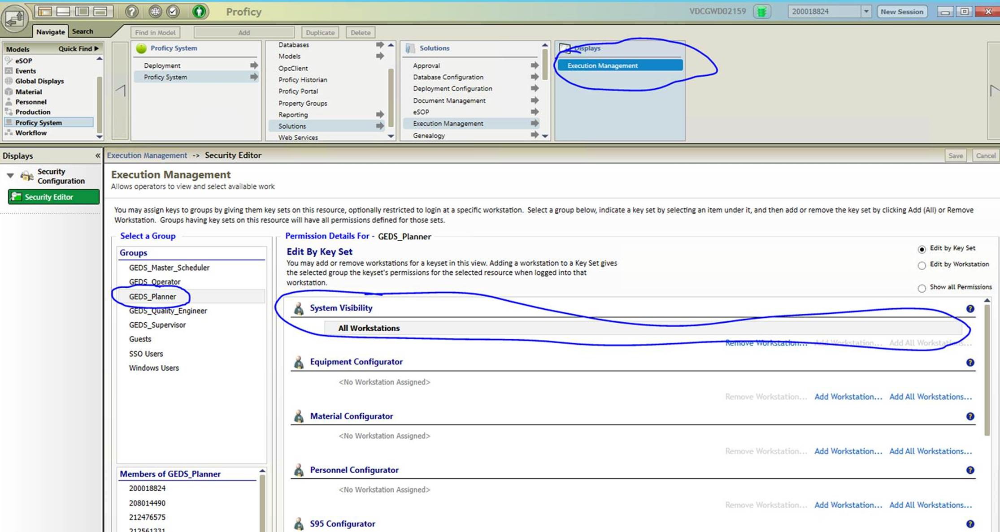 Proficy
VDCGWD02159
200018824
New Session
Navigate
Search
Find in Model
Add
Duplicate
Delete
Models
Quick Find
eSOP
Events
Global Displays
Material
Personnel
Production
Proficy System
Workflow
Proficy System
Deployment
Proficy System
Databases
Models
OpcClient
Proficy Historian
Proficy Portal
Property Groups
Reporting
Solutions
Web Services
Solutions
Approval
Database Configuration
Deployment Configuration
Document Management
eSOP
Execution Management
Genealogy
Displays
Execution Management
Displays
«
Security
Configuration
Security Editor
Execution Management -> Security Editor
Save
Cancel
Execution Management
Allows operators to view and select available work
You may assign keys to groups by giving them key sets on this resource, optionally restricted to login at a specific workstation. Select a group below, indicate a key set by selecting an item under it, and then add or remove the key set by clicking Add (All) or Remove
Workstation. Groups having key sets on this resource will have all permissions defined for those sets.
Select a Group
Groups
GEDS_Master_Scheduler
GEDS_Operator
GEDS_Planner
GEDS_Quality_Engineer
GEDS_Supervisor
Guests
SSO Users
Windows Users
Members of GEDS_Planner
200018824
208014490
212476575
212561331
Permission Details For - GEDS_Planner
Edit By Key Set
You may add or remove workstations for a keyset in this view. Adding a workstation to a Key Set gives
the selected group the keyset's permissions for the selected resource when logged into that
workstation.
Edit by Key Set
Edit by Workstation
Show all Permissions
System Visibility
All Workstations
Remove Workstation... Add Workstation... Add All Workstations...
Equipment Configurator
<No Workstation Assigned>
Remove Workstation... Add Workstation... Add All Workstations...
Material Configurator
<No Workstation Assigned>
Remove Workstation... Add Workstation... Add All Workstations...
Personnel Configurator
<No Workstation Assigned>
Remove Workstation... Add Workstation... Add All Workstations...
S95 Configurator